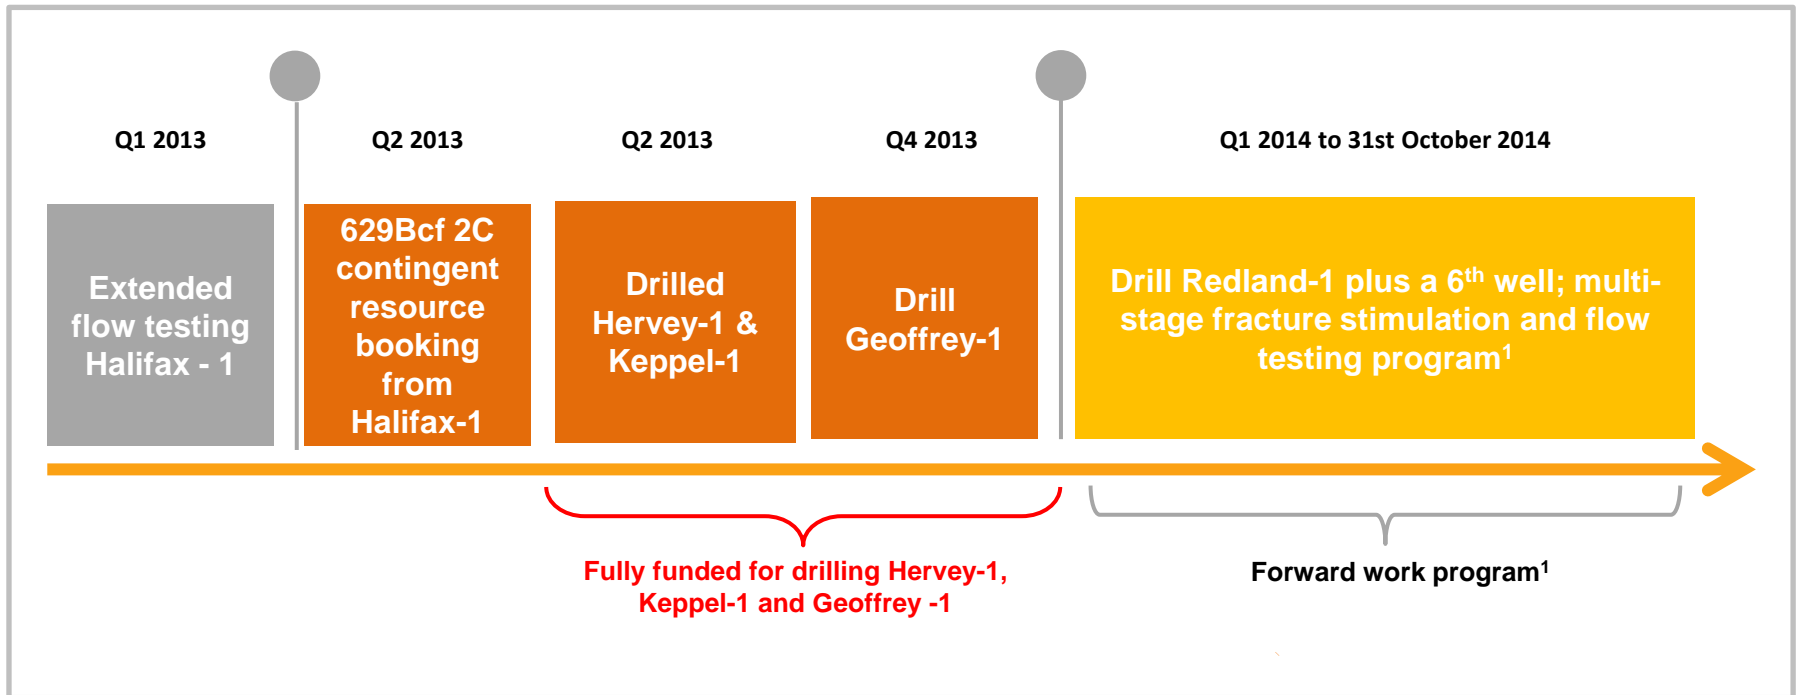 Q1 2013
Q2 2013
Q2 2013
Q4 2013
Q1 2014 to 31st October 2014
Extended
flow testing
Halifax - 1
629Bcf 2C
contingent
resource
booking
from
Halifax-1
Drilled
Hervey-1 &
Keppel-1
Drill
Geoffrey-1
Drill Redland-1 plus a 6th well; multi-
stage fracture stimulation and flow
testing program1
Fully funded for drilling Hervey-1,
Keppel-1 and Geoffrey -1
Forward work program1